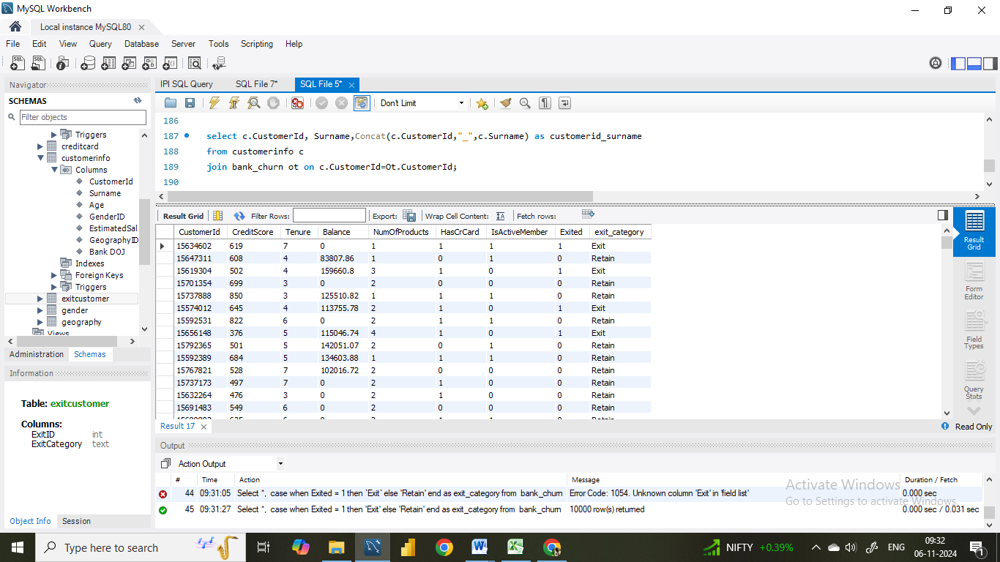 MySQL Workbench
Local instance MySQL80
File Edit View Query Database Server Tools Scripting Help
Navigator
SCHEMAS
Filter objects
Triggers
creditcard
customerinfo
Columns
CustomerId
Surname
Age
GenderID
EstimatedSal
GeographyID
Bank DOJ
Indexes
Foreign Keys
Triggers
exitcustomer
gender
geography
Views
Administration Schemas
Information
Table: exitcustomer
Columns:
ExitID int
ExitCategory text
Object Info Session
IPI SQL Query SQL File 7* SQL File 5*
Don't Limit
186
187 select c.CustomerId, Surname,Concat(c.CustomerId,"_",c.Surname) as customerid_surname
188 from customerinfo c
189 join bank_churn ot on c.CustomerId=Ot.CustomerId;
190
Result Grid Filter Rows: Export: Wrap Cell Content: Fetch rows:
CustomerId CreditScore Tenure Balance NumOfProducts HasCrCard IsActiveMember Exited exit_category
15634602 619 7 0 1 1 1 1 Exit
15647311 608 4 83807.86 1 0 1 0 Retain
15619304 502 4 159660.8 3 1 0 1 Exit
15701354 699 3 0 2 0 0 0 Retain
15737888 850 3 125510.82 1 1 1 0 Retain
15574012 645 4 113755.78 2 1 0 1 Exit
15592531 822 6 0 2 1 1 0 Retain
15656148 376 5 115046.74 4 1 0 1 Exit
15792365 501 5 142051.07 2 0 1 0 Retain
15592389 684 5 134603.88 1 1 1 0 Retain
15767821 528 7 102016.72 2 0 0 0 Retain
15737173 497 7 0 2 1 0 0 Retain
15632264 476 3 0 2 1 0 0 Retain
15691483 549 6 0 2 0 0 0 Retain
Result Grid
Form Editor
Field Types
Query Stats
Result 17
Read Only
Output
Action Output
# Time Action Message Duration / Fetch
44 09:31:05 Select *, case when Exited = 1 then `Exit` else 'Retain' end as exit_category from bank_churn Error Code: 1054. Unknown column 'Exit' in 'field list' 0.000 sec
45 09:31:27 Select *, case when Exited = 1 then 'Exit' else 'Retain' end as exit_category from bank_churn 10000 row(s) returned 0.000 sec / 0.031 sec
Activate Windows
Go to Settings to activate Windows.
Type here to search
NIFTY +0.39%
ENG
09:32
06-11-2024
1